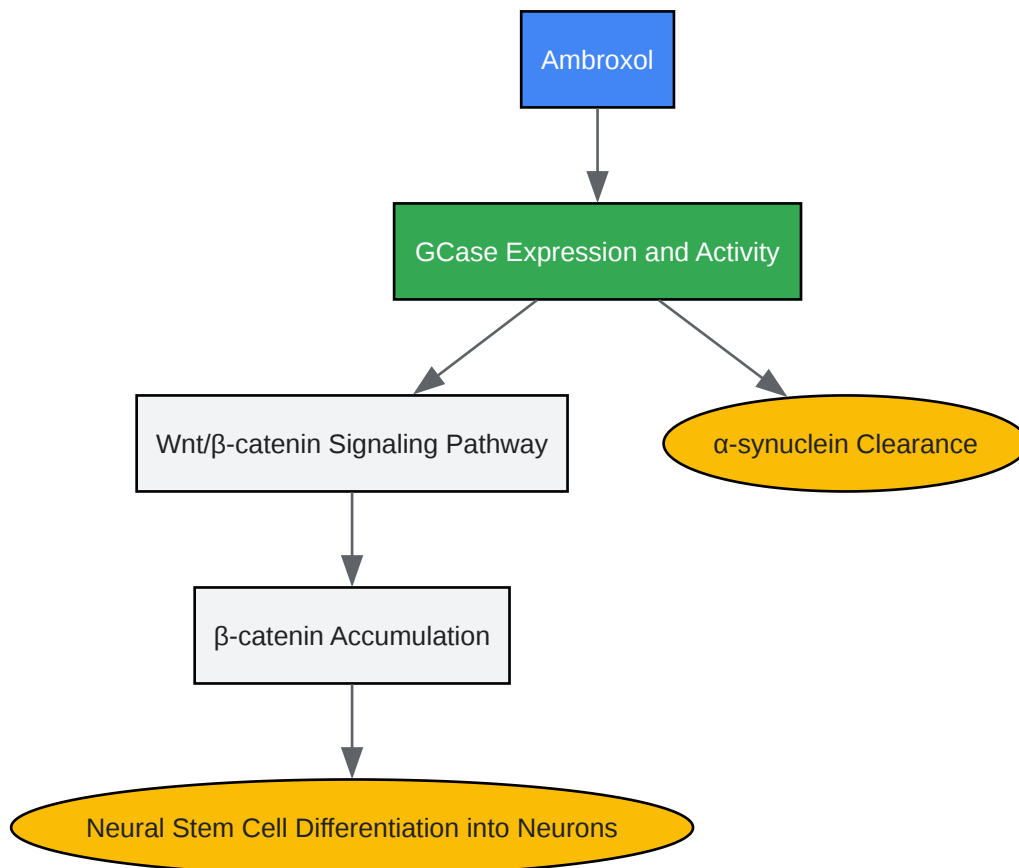 Ambroxol
GCase Expression and Activity
Wnt/β-catenin Signaling Pathway
α-synuclein Clearance
β-catenin Accumulation
Neural Stem Cell Differentiation into Neurons